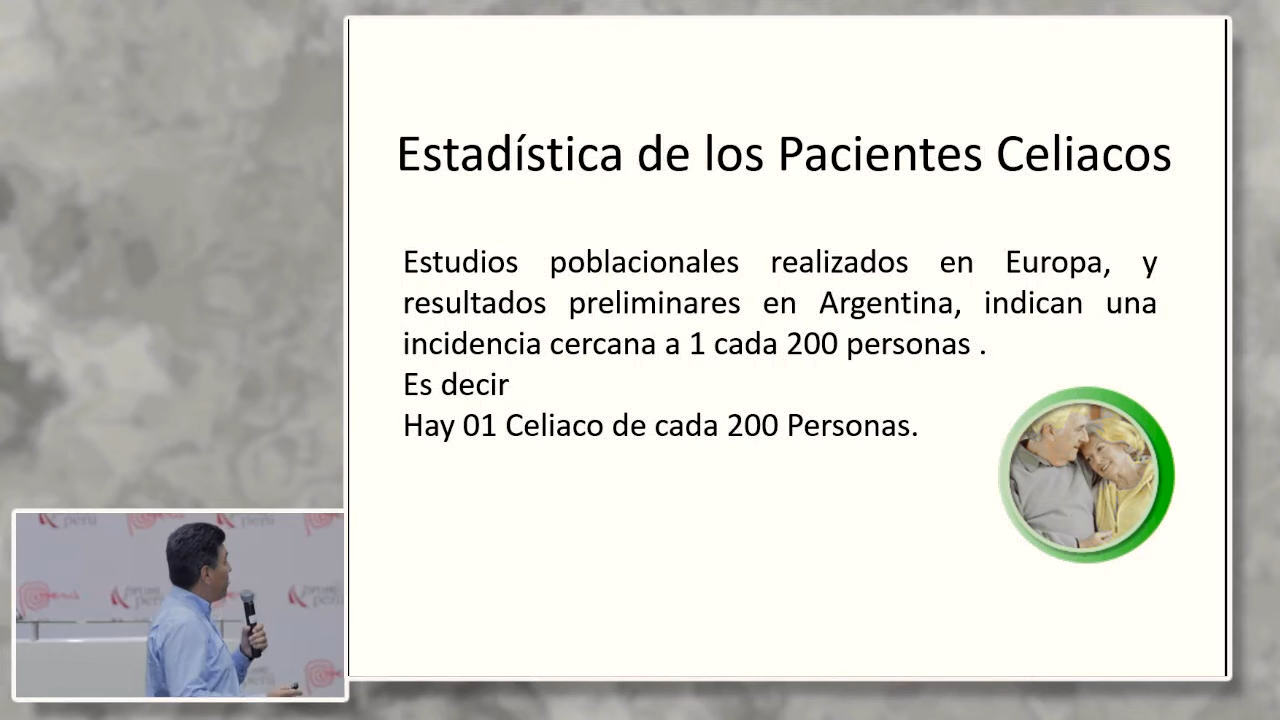 Estadística de los Pacientes Celiacos
Estudios poblacionales realizados en Europa, y
resultados preliminares en Argentina, indican una
incidencia cercana a 1 cada 200 personas .
Es decir
Hay 01 Celiaco de cada 200 Personas.
perú